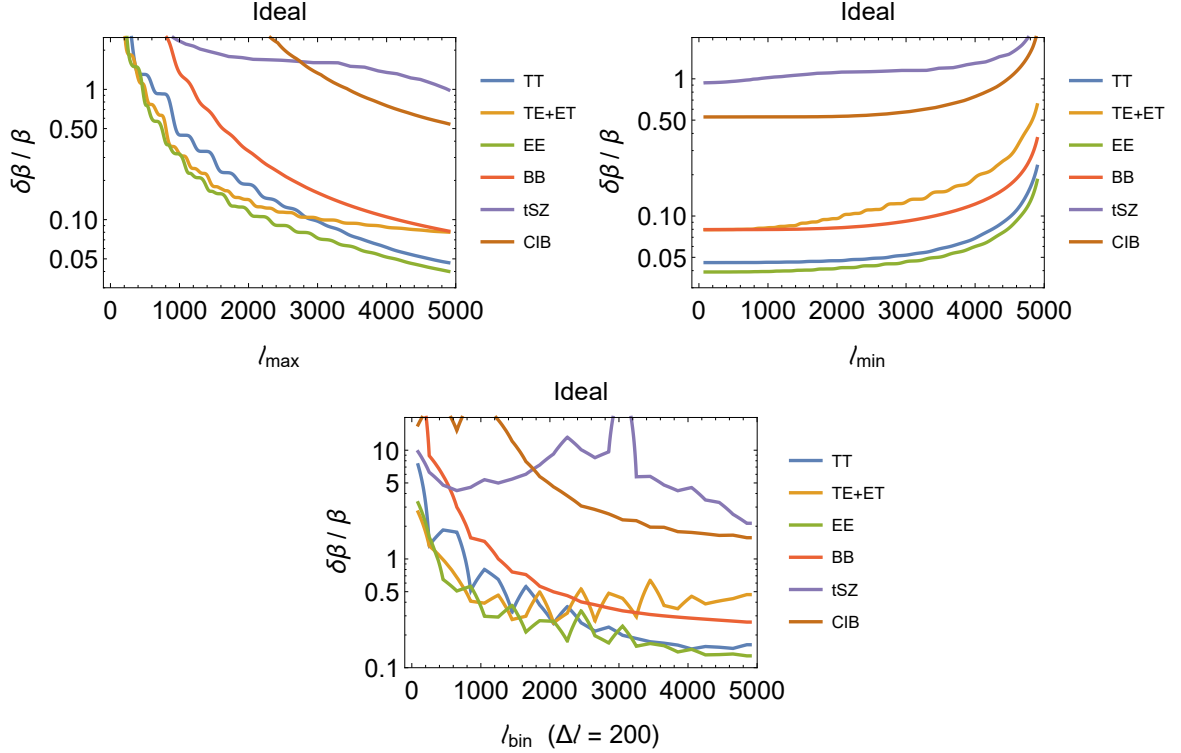 Ideal
δβ / β
1
0.50
0.10
0.05
0 1000 2000 3000 4000 5000
ℓmax
TT
TE+ET
EE
BB
tSZ
CIB
Ideal
δβ / β
1
0.50
0.10
0.05
0 1000 2000 3000 4000 5000
ℓmin
TT
TE+ET
EE
BB
tSZ
CIB
Ideal
δβ / β
10
5
1
0.5
0.1
0 1000 2000 3000 4000 5000
ℓbin (Δℓ = 200)
TT
TE+ET
EE
BB
tSZ
CIB